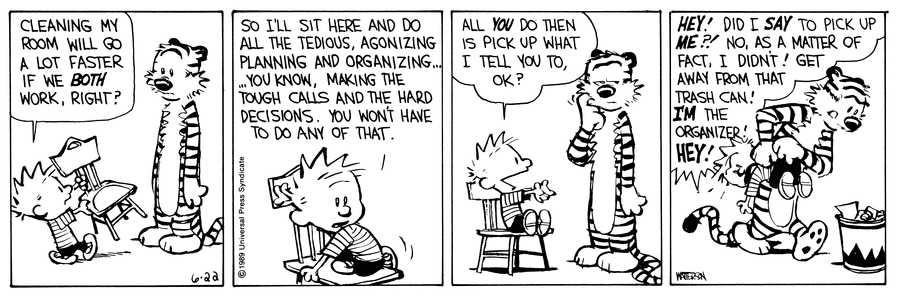 CLEANING MY
ROOM WILL GO
A LOT FASTER
IF WE BOTH
WORK, RIGHT?
6-22
SO I'LL SIT HERE AND DO
ALL THE TEDIOUS, AGONIZING
PLANNING AND ORGANIZING...
...YOU KNOW, MAKING THE
TOUGH CALLS AND THE HARD
DECISIONS. YOU WON'T HAVE
TO DO ANY OF THAT.
© 1989 Universal Press Syndicate
ALL YOU DO THEN
IS PICK UP WHAT
I TELL YOU TO,
OK?
HEY! DID I SAY TO PICK UP
ME?! NO, AS A MATTER OF
FACT, I DIDN'T! GET
AWAY FROM THAT
TRASH CAN!
I'M THE
ORGANIZER!
HEY!
WATTERSON